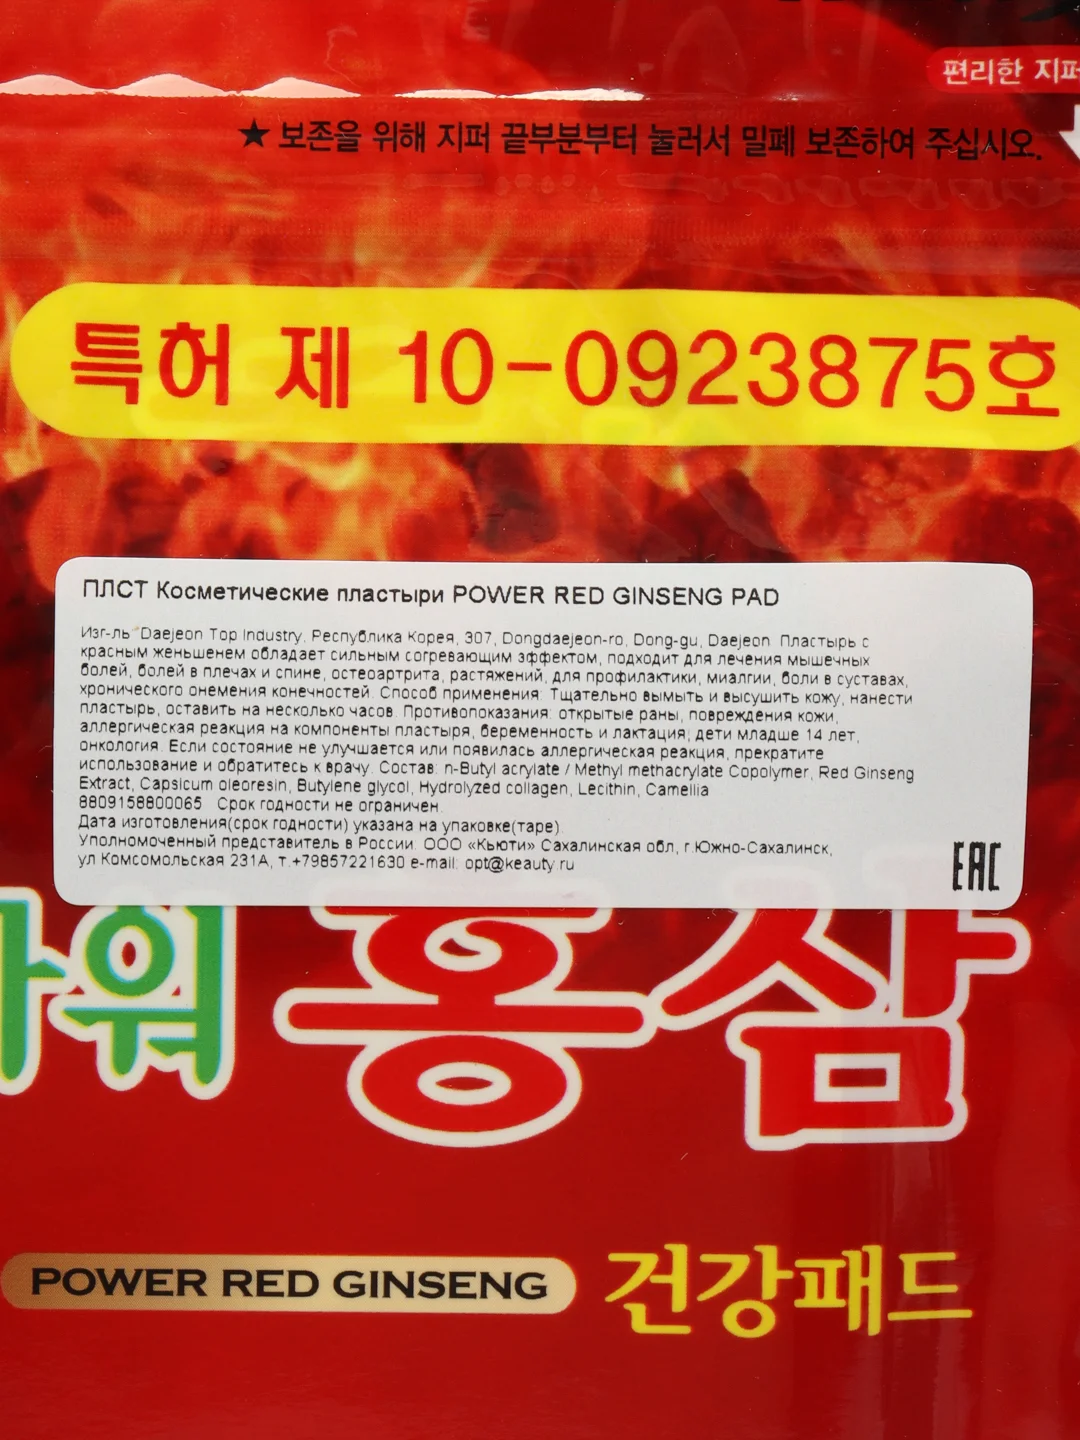 편리한 지퍼
★ 보존을 위해 지퍼 끝부분부터 눌러서 밀폐 보존하여 주십시오.
특허 제 10-0923875호
ПЛСТ Косметические пластыри POWER RED GINSENG PAD
Изг-ль "Daejeon Top Industry, Республика Корея, 307, Dongdaejeon-ro, Dong-gu, Daejeon Пластырь с
красным женьшенем обладает сильным согревающим эффектом, подходит для лечения мышечных
болей, болей в плечах и спине, остеоартрита, растяжений, для профилактики, миалгии, боли в суставах,
хронического онемения конечностей. Способ применения: Тщательно вымыть и высушить кожу, нанести
пластырь, оставить на несколько часов. Противопоказания: открытые раны, повреждения кожи,
аллергическая реакция на компоненты пластыря, беременность и лактация, дети младше 14 лет,
онкология. Если состояние не улучшается или появилась аллергическая реакция, прекратите
использование и обратитесь к врачу. Состав: n-Butyl acrylate / Methyl methacrylate Copolymer, Red Ginseng
Extract, Capsicum oleoresin, Butylene glycol, Hydrolyzed collagen, Lecithin, Camellia
8809158800065 Срок годности не ограничен.
Дата изготовления(срок годности) указана на упаковке(таре).
Уполномоченный представитель в России: ООО «Кьюти» Сахалинская обл, г.Южно-Сахалинск,
ул Комсомольская 231А, т.+79857221630 e-mail: opt@keauty.ru
EAC
파워 홍삼
POWER RED GINSENG 건강패드